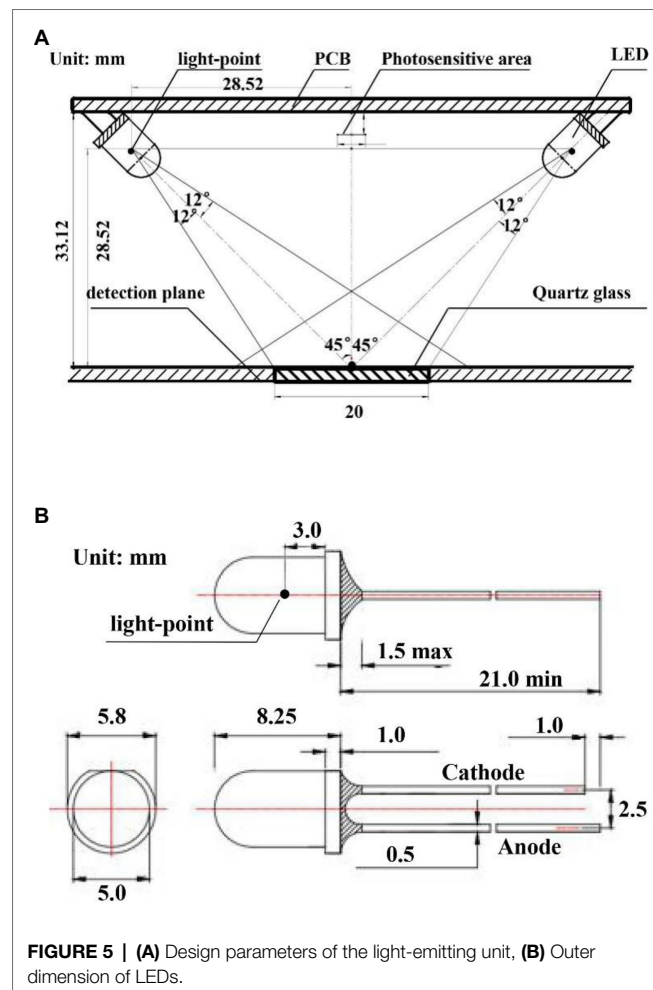 A
Unit: mm
light-point
PCB
Photosensitive area
LED
28.52
12°
12°
12°
12°
33.12
28.52
detection plane
Quartz glass
45° 45°
20
B
Unit: mm
3.0
light-point
1.5 max
21.0 min
5.8
8.25
1.0
1.0
Cathode
2.5
Anode
0.5
5.0
FIGURE 5 | (A) Design parameters of the light-emitting unit, (B) Outer
dimension of LEDs.